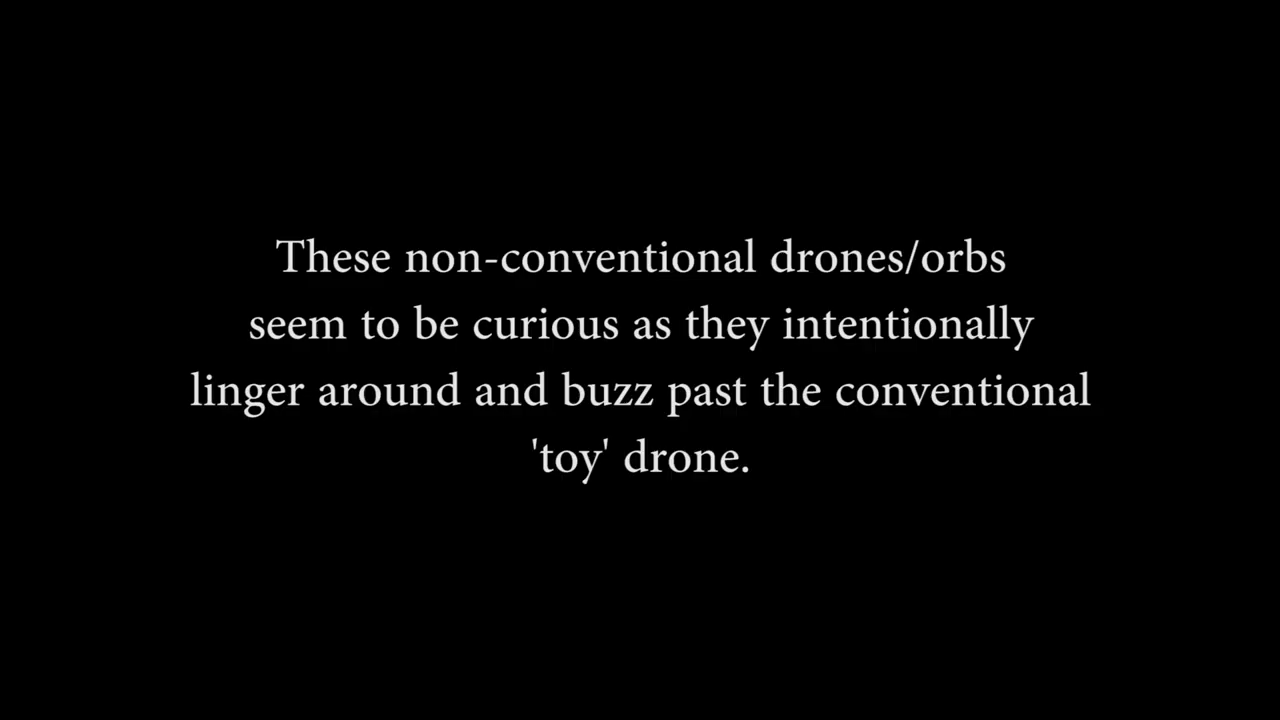 These non-conventional drones/orbs
seem to be curious as they intentionally
linger around and buzz past the conventional
'toy' drone.